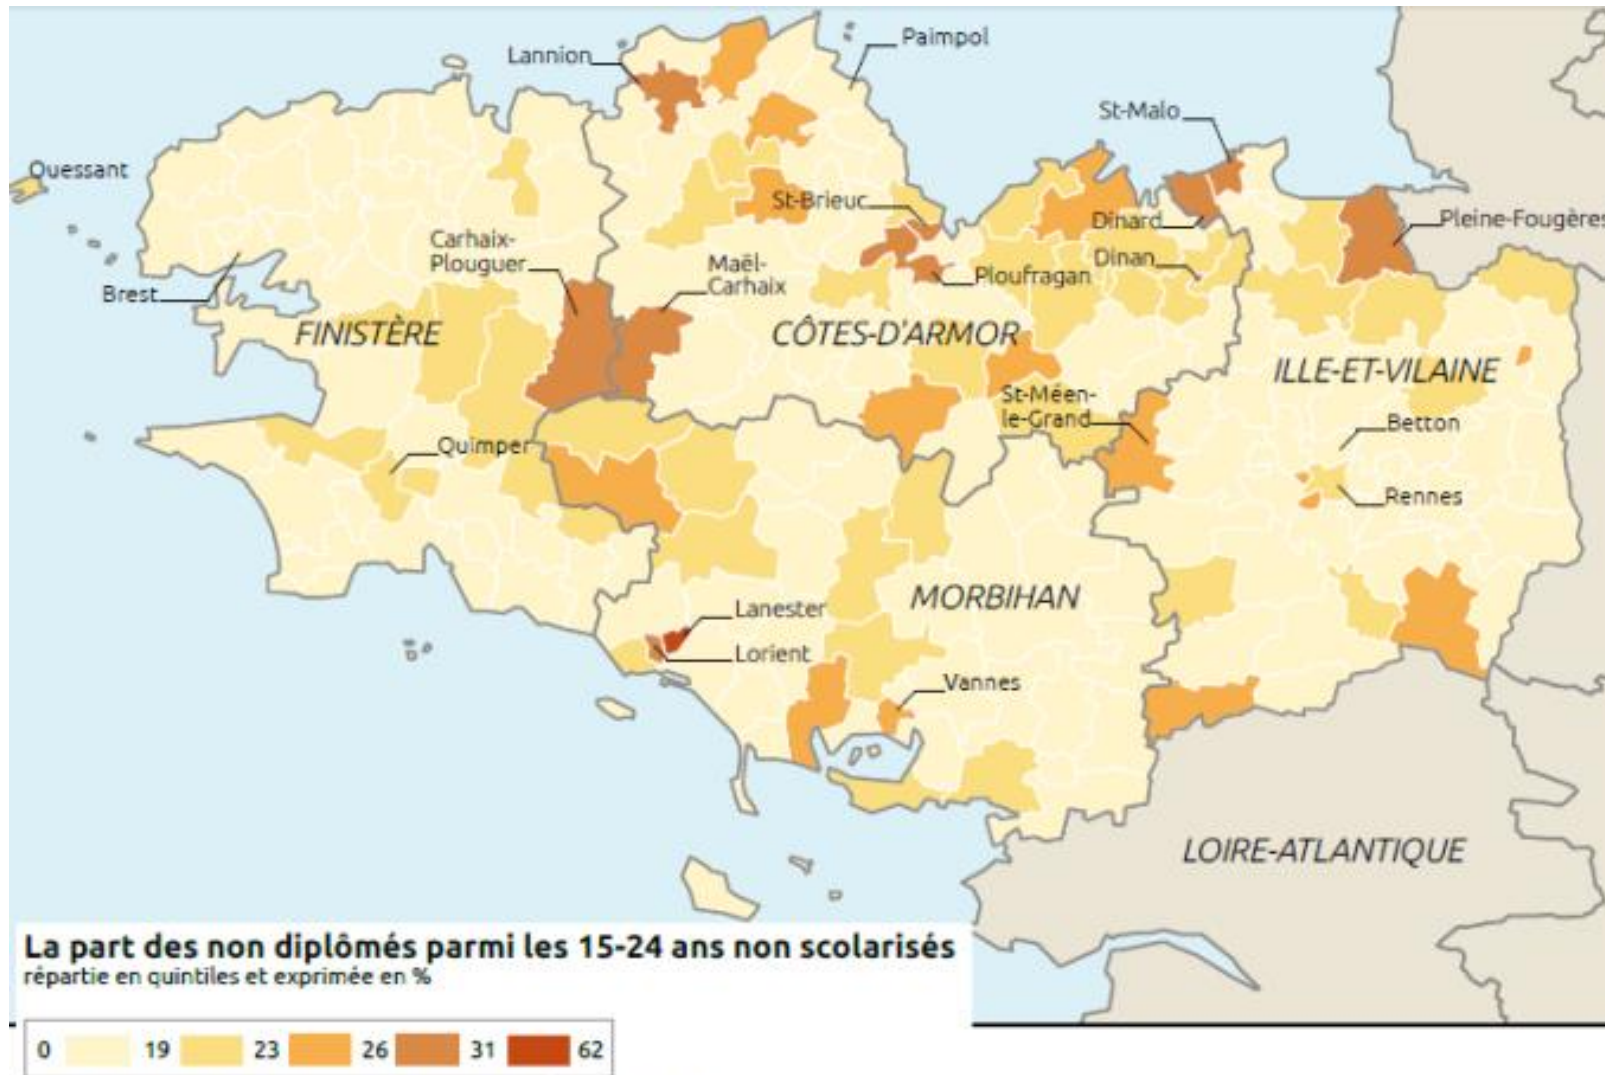 Paimpol
Lannion
St-Malo
Ouessant
St-Brieuc
Dinard
Pleine-Fougères
Carhaix-
Plouguer
Maël-
Carhaix
Dinan
Ploufragan
Brest
FINISTÈRE
CÔTES-D'ARMOR
ILLE-ET-VILAINE
St-Méen-
le-Grand
Betton
Quimper
Rennes
MORBIHAN
Lanester
Lorient
Vannes
LOIRE-ATLANTIQUE
La part des non diplômés parmi les 15-24 ans non scolarisés
répartie en quintiles et exprimée en %
0 19 23 26 31 62